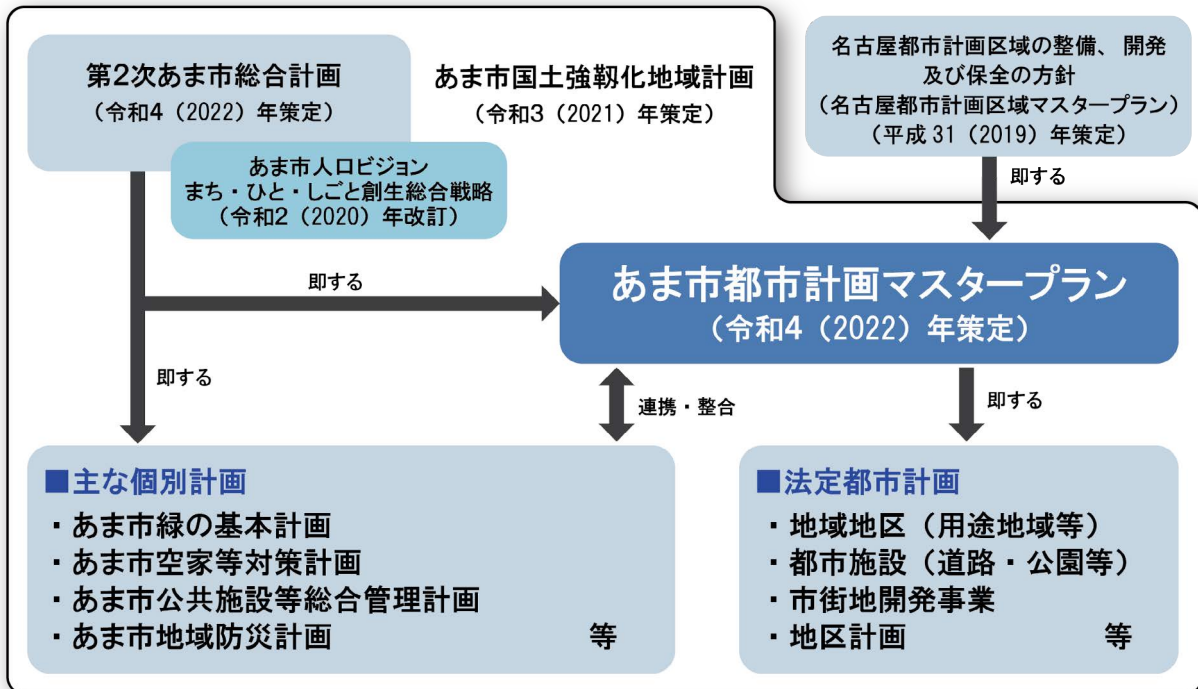 第2次あま市総合計画
（令和4（2022）年策定）
あま市国土強靱化地域計画
（令和3（2021）年策定）
名古屋都市計画区域の整備、開発
及び保全の方針
（名古屋都市計画区域マスタープラン）
（平成31（2019）年策定）
あま市人口ビジョン
まち・ひと・しごと創生総合戦略
（令和2（2020）年改訂）
即する
即する
あま市都市計画マスタープラン
（令和4（2022）年策定）
即する
連携・整合
即する
■主な個別計画
・あま市緑の基本計画
・あま市空家等対策計画
・あま市公共施設等総合管理計画
・あま市地域防災計画 等
■法定都市計画
・地域地区（用途地域等）
・都市施設（道路・公園等）
・市街地開発事業
・地区計画 等